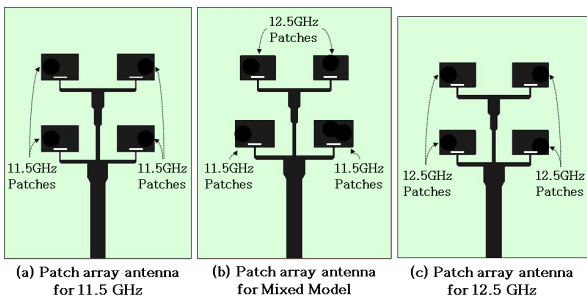 11.5GHz
Patches
11.5GHz
Patches
(a) Patch array antenna
for 11.5 GHz
12.5GHz
Patches
11.5GHz
Patches
11.5GHz
Patches
(b) Patch array antenna
for Mixed Model
12.5GHz
Patches
12.5GHz
Patches
(c) Patch array antenna
for 12.5 GHz